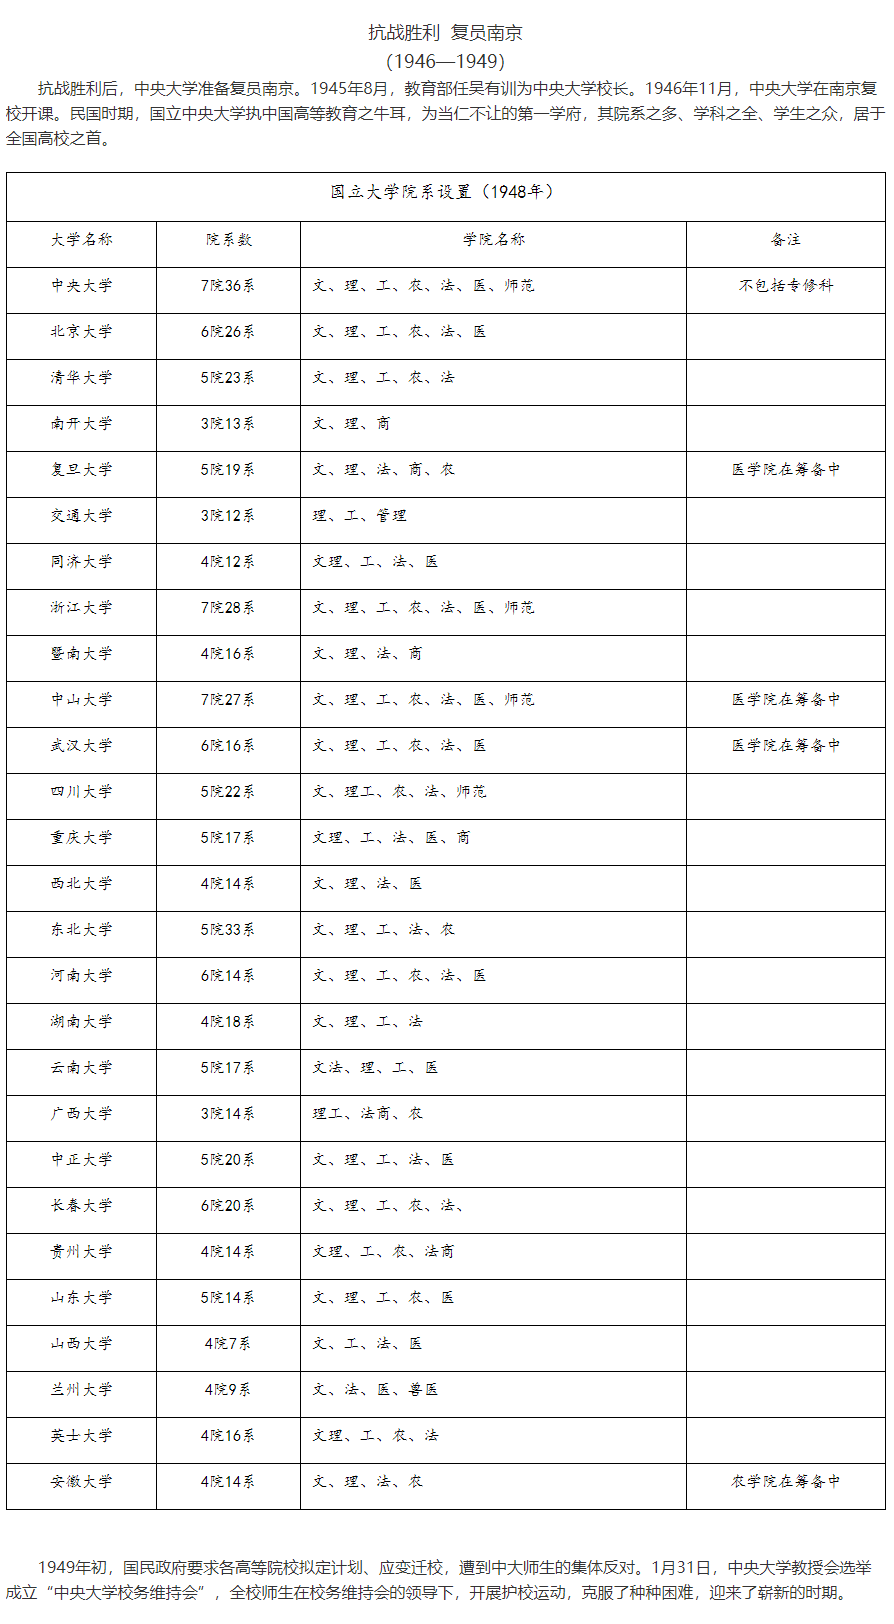 抗战胜利 复员南京
（1946—1949）
抗战胜利后，中央大学准备复员南京。1945年8月，教育部任吴有训为中央大学校长。1946年11月，中央大学在南京复
校开课。民国时期，国立中央大学执中国高等教育之牛耳，为当仁不让的第一学府，其院系之多、学科之全、学生之众，居于
全国高校之首。
国立大学院系设置（1948年）
大学名称 院系数 学院名称 备注
中央大学 7院36系 文、理、工、农、法、医、师范 不包括专修科
北京大学 6院26系 文、理、工、农、法、医
清华大学 5院23系 文、理、工、农、法
南开大学 3院13系 文、理、商
复旦大学 5院19系 文、理、法、商、农 医学院在筹备中
交通大学 3院12系 理、工、管理
同济大学 4院12系 文理、工、法、医
浙江大学 7院28系 文、理、工、农、法、医、师范
暨南大学 4院16系 文、理、法、商
中山大学 7院27系 文、理、工、农、法、医、师范 医学院在筹备中
武汉大学 6院16系 文、理、工、农、法、医 医学院在筹备中
四川大学 5院22系 文、理工、农、法、师范
重庆大学 5院17系 文理、工、法、医、商
西北大学 4院14系 文、理、法、医
东北大学 5院33系 文、理、工、法、农
河南大学 6院14系 文、理、工、农、法、医
湖南大学 4院18系 文、理、工、法
云南大学 5院17系 文法、理、工、医
广西大学 3院14系 理工、法商、农
中正大学 5院20系 文、理、工、法、医
长春大学 6院20系 文、理、工、农、法、
贵州大学 4院14系 文理、工、农、法商
山东大学 5院14系 文、理、工、农、医
山西大学 4院7系 文、工、法、医
兰州大学 4院9系 文、法、医、兽医
英士大学 4院16系 文理、工、农、法
安徽大学 4院14系 文、理、法、农 农学院在筹备中
1949年初，国民政府要求各高等院校拟定计划、应变迁校，遭到中大师生的集体反对。1月31日，中央大学教授会选举
成立“中央大学校务维持会”，全校师生在校务维持会的领导下，开展护校运动，克服了种种困难，迎来了崭新的时期。